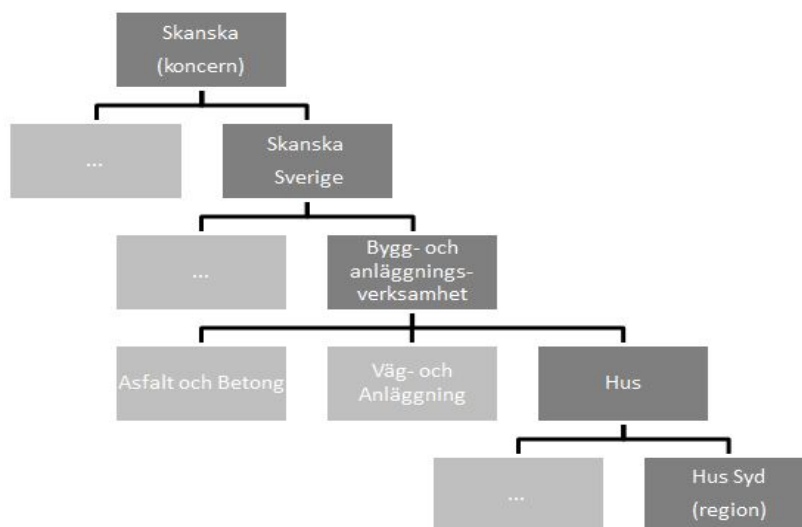 Skanska
(koncern)
...
Skanska
Sverige
...
Bygg- och
anläggnings-
verksamhet
Asfalt och Betong
Väg- och
Anläggning
Hus
...
Hus Syd
(region)